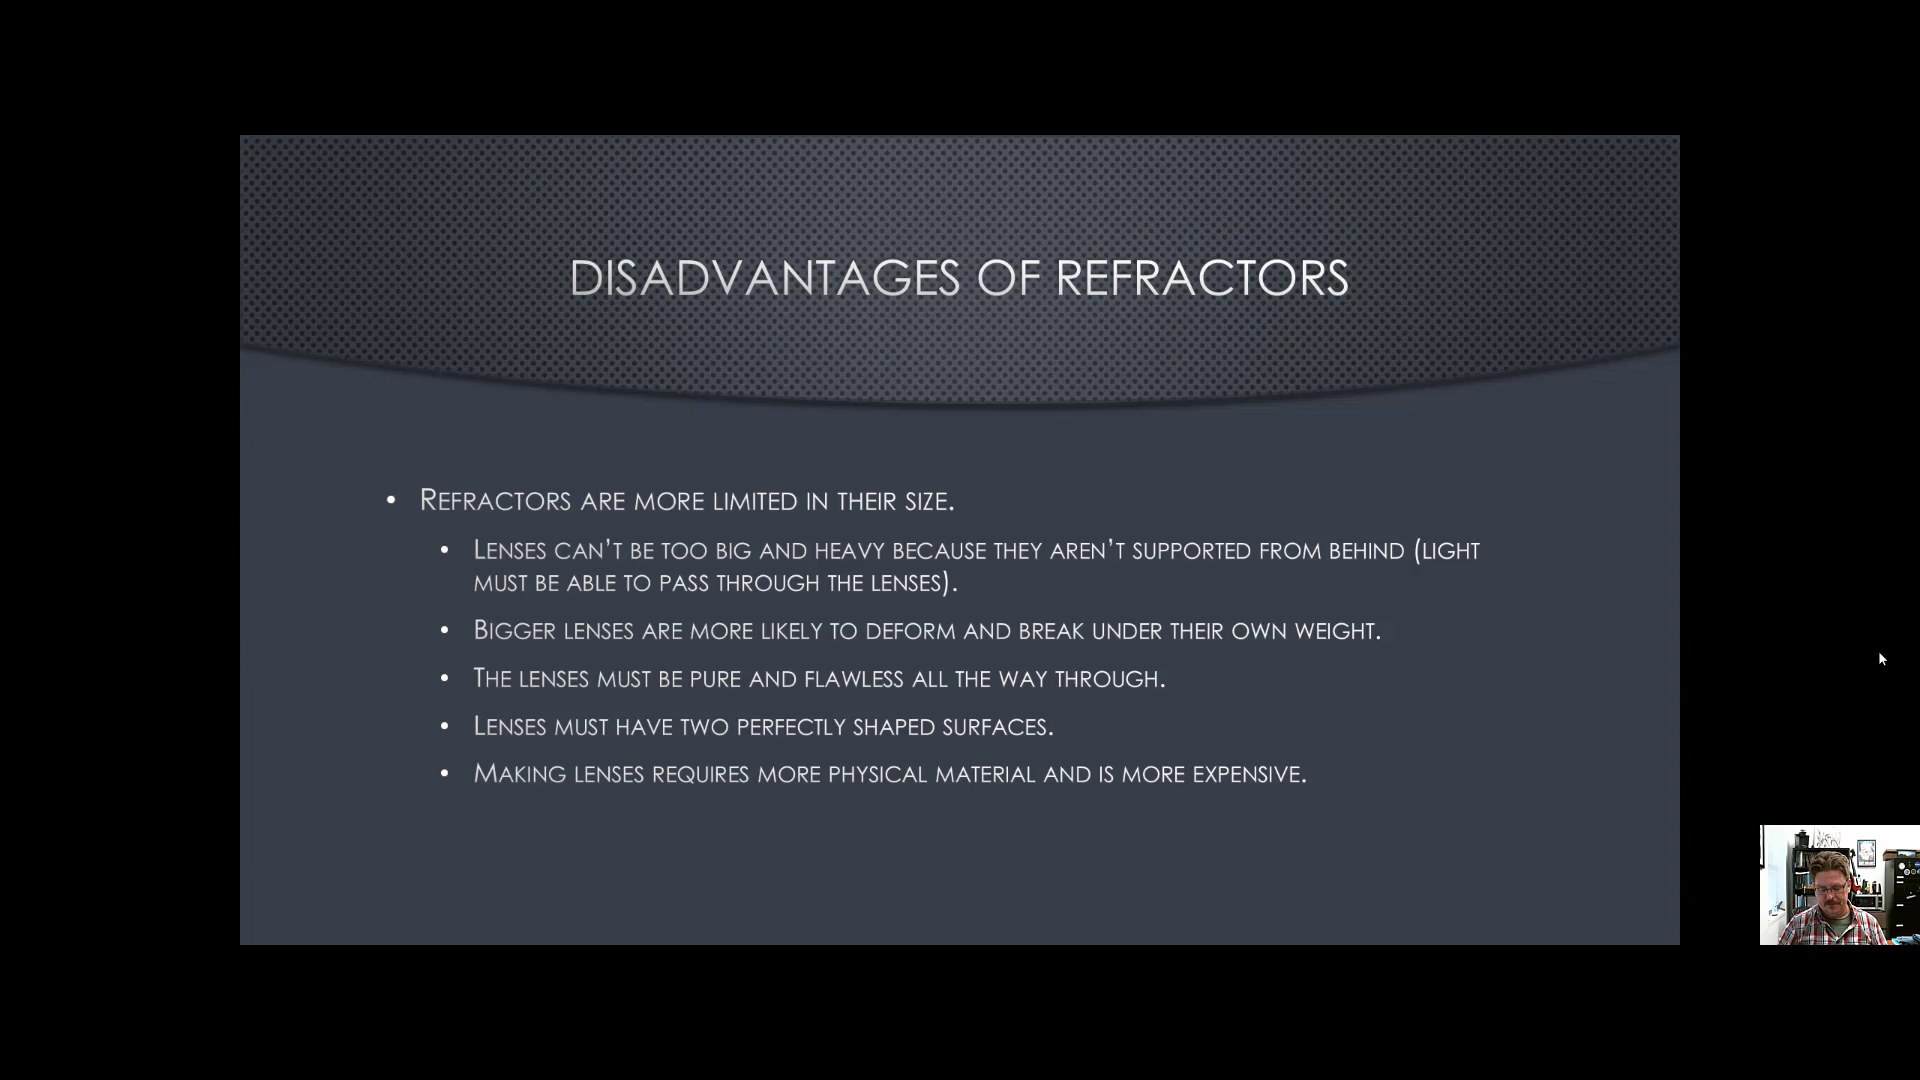 DISADVANTAGES OF REFRACTORS
• REFRACTORS ARE MORE LIMITED IN THEIR SIZE.
• LENSES CAN’T BE TOO BIG AND HEAVY BECAUSE THEY AREN’T SUPPORTED FROM BEHIND (LIGHT
MUST BE ABLE TO PASS THROUGH THE LENSES).
• BIGGER LENSES ARE MORE LIKELY TO DEFORM AND BREAK UNDER THEIR OWN WEIGHT.
• THE LENSES MUST BE PURE AND FLAWLESS ALL THE WAY THROUGH.
• LENSES MUST HAVE TWO PERFECTLY SHAPED SURFACES.
• MAKING LENSES REQUIRES MORE PHYSICAL MATERIAL AND IS MORE EXPENSIVE.